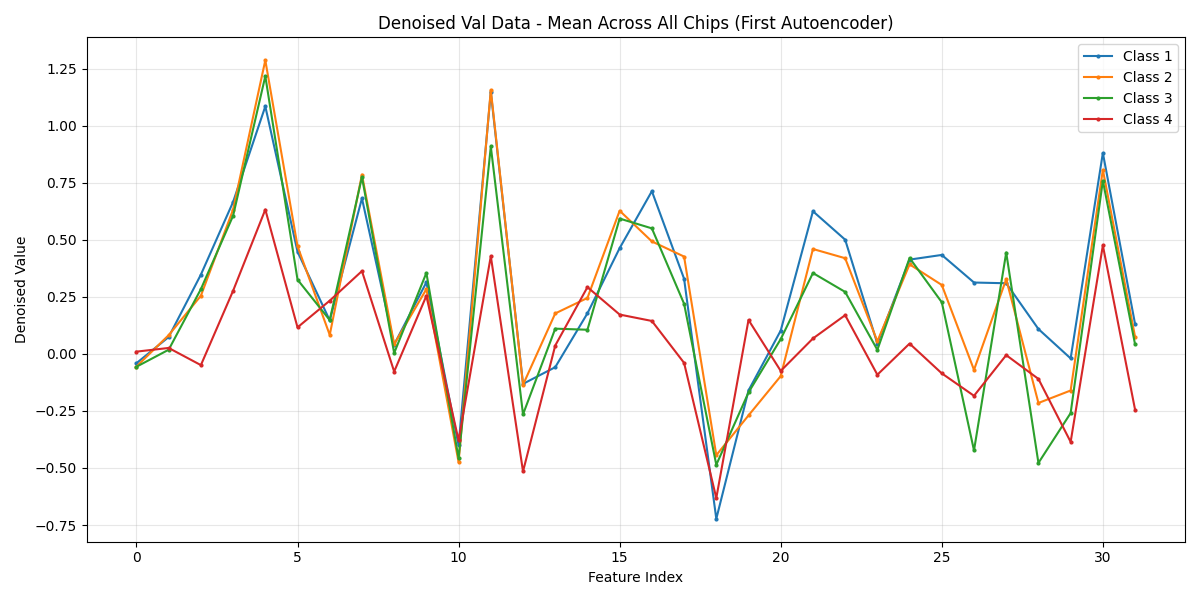 Denoised Val Data - Mean Across All Chips (First Autoencoder)
Class 1
Class 2
Class 3
Class 4
Denoised Value
1.25
1.00
0.75
0.50
0.25
0.00
−0.25
−0.50
−0.75
0 5 10 15 20 25 30
Feature Index